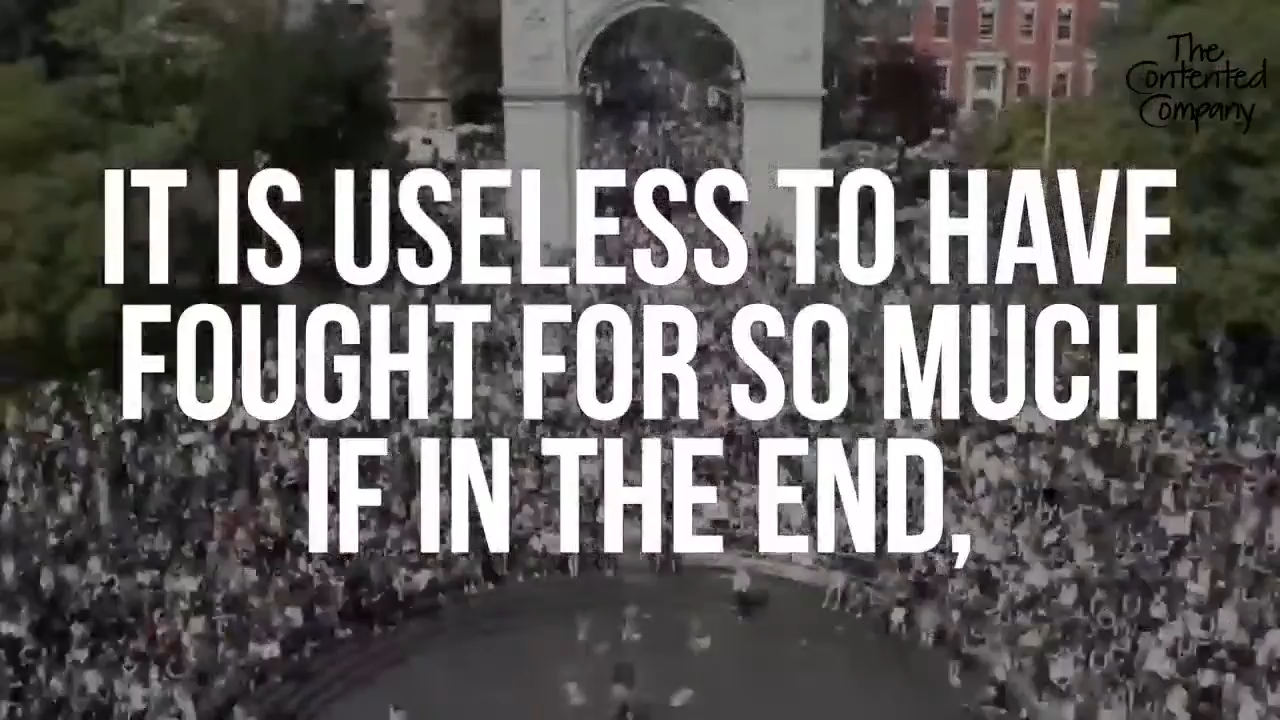 The
Contented
Company
IT IS USELESS TO HAVE
FOUGHT FOR SO MUCH
IF IN THE END,